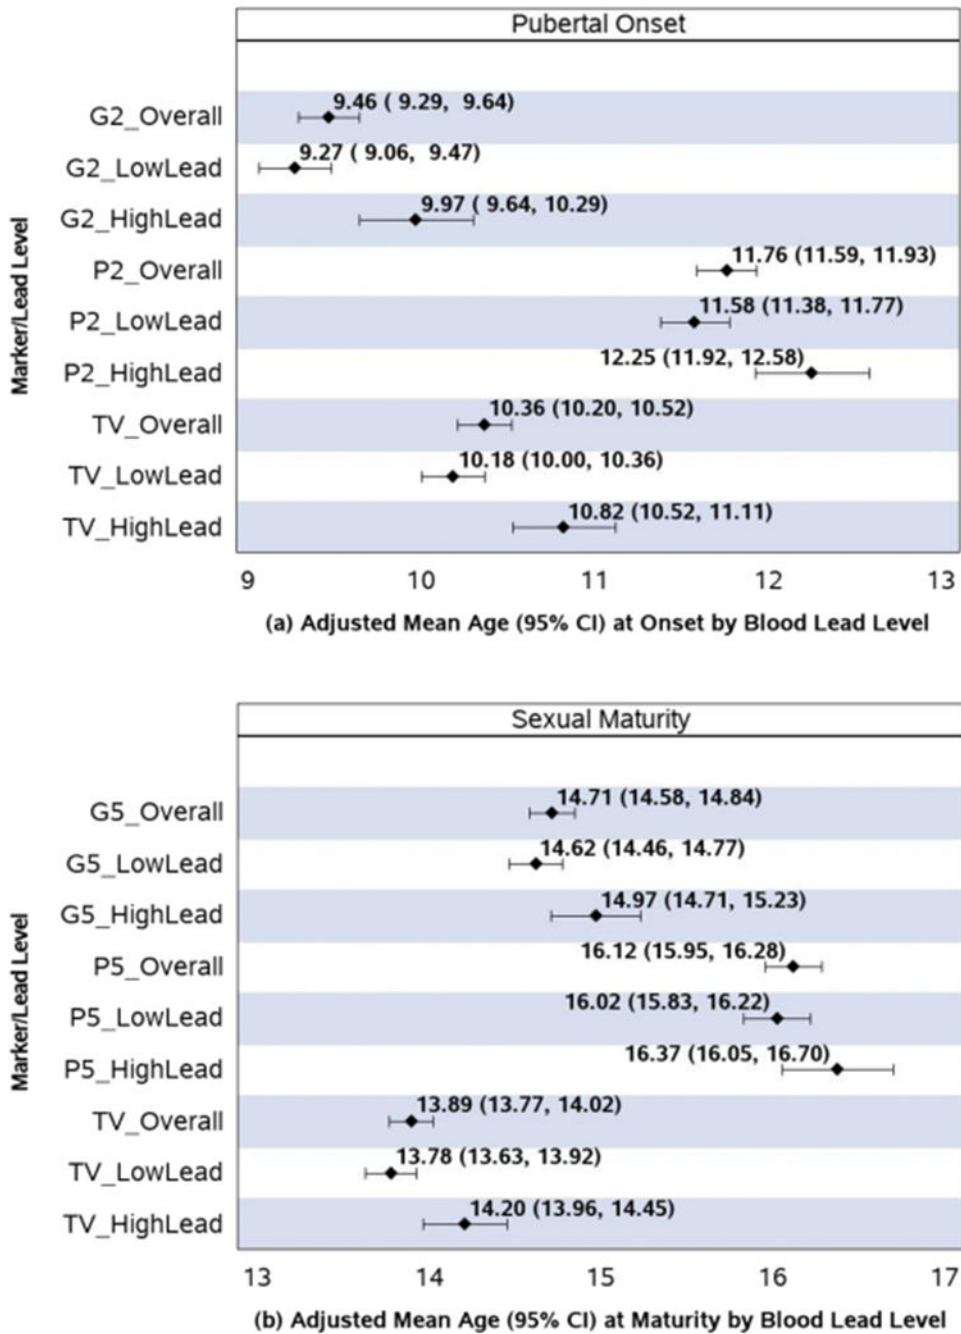 Pubertal Onset
Marker/Lead Level
G2_Overall 9.46 ( 9.29, 9.64)
G2_LowLead 9.27 ( 9.06, 9.47)
G2_HighLead 9.97 ( 9.64, 10.29)
P2_Overall 11.76 (11.59, 11.93)
P2_LowLead 11.58 (11.38, 11.77)
P2_HighLead 12.25 (11.92, 12.58)
TV_Overall 10.36 (10.20, 10.52)
TV_LowLead 10.18 (10.00, 10.36)
TV_HighLead 10.82 (10.52, 11.11)
9 10 11 12 13
(a) Adjusted Mean Age (95% CI) at Onset by Blood Lead Level
Sexual Maturity
Marker/Lead Level
G5_Overall 14.71 (14.58, 14.84)
G5_LowLead 14.62 (14.46, 14.77)
G5_HighLead 14.97 (14.71, 15.23)
P5_Overall 16.12 (15.95, 16.28)
P5_LowLead 16.02 (15.83, 16.22)
P5_HighLead 16.37 (16.05, 16.70)
TV_Overall 13.89 (13.77, 14.02)
TV_LowLead 13.78 (13.63, 13.92)
TV_HighLead 14.20 (13.96, 14.45)
13 14 15 16 17
(b) Adjusted Mean Age (95% CI) at Maturity by Blood Lead Level